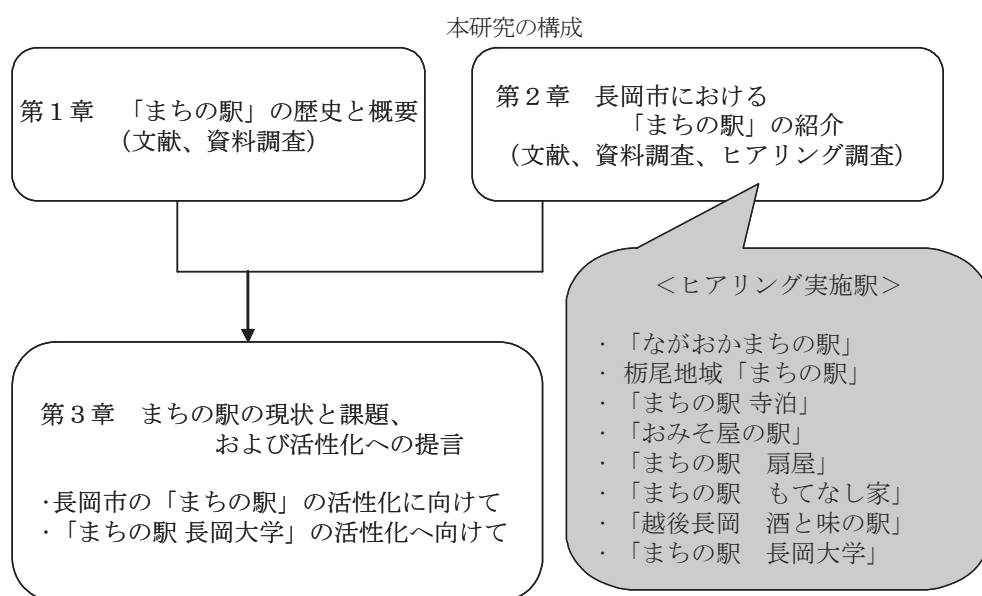 本研究の構成
第1章　「まちの駅」の歴史と概要
（文献、資料調査）
第2章　長岡市における
「まちの駅」の紹介
（文献、資料調査、ヒアリング調査）
＜ヒアリング実施駅＞
・「ながおかまちの駅」
・栃尾地域「まちの駅」
・「まちの駅 寺泊」
・「おみそ屋の駅」
・「まちの駅　扇屋」
・「まちの駅　もてなし家」
・「越後長岡　酒と味の駅」
・「まちの駅　長岡大学」
第3章　まちの駅の現状と課題、
および活性化への提言
・長岡市の「まちの駅」の活性化に向けて
・「まちの駅 長岡大学」の活性化へ向けて